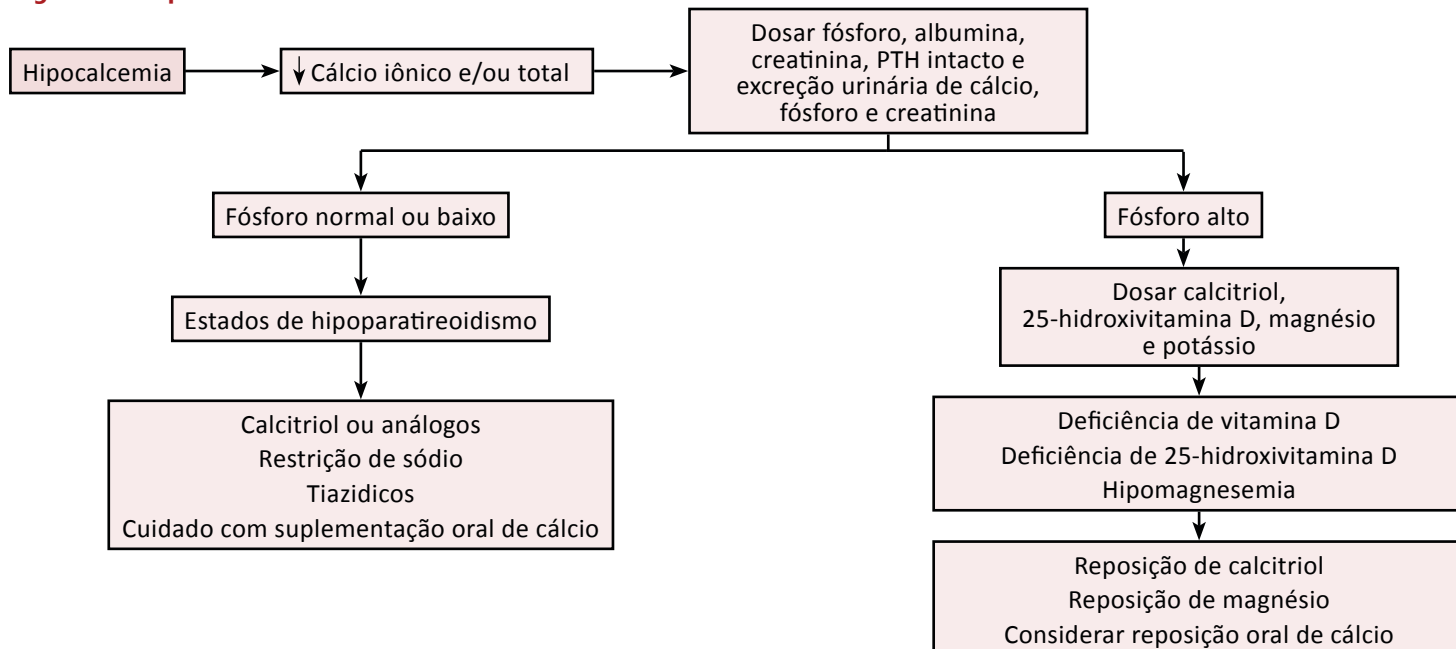 Hipocalcemia
↓ Cálcio iônico e/ou total
Dosar fósforo, albumina,
creatinina, PTH intacto e
excreção urinária de cálcio,
fósforo e creatinina
Fósforo normal ou baixo
Fósforo alto
Estados de hipoparatireoidismo
Dosar calcitriol,
25-hidroxivitamina D, magnésio
e potássio
Calcitriol ou análogos
Restrição de sódio
Tiazidicos
Cuidado com suplementação oral de cálcio
Deficiência de vitamina D
Deficiência de 25-hidroxivitamina D
Hipomagnesemia
Reposição de calcitriol
Reposição de magnésio
Considerar reposição oral de cálcio